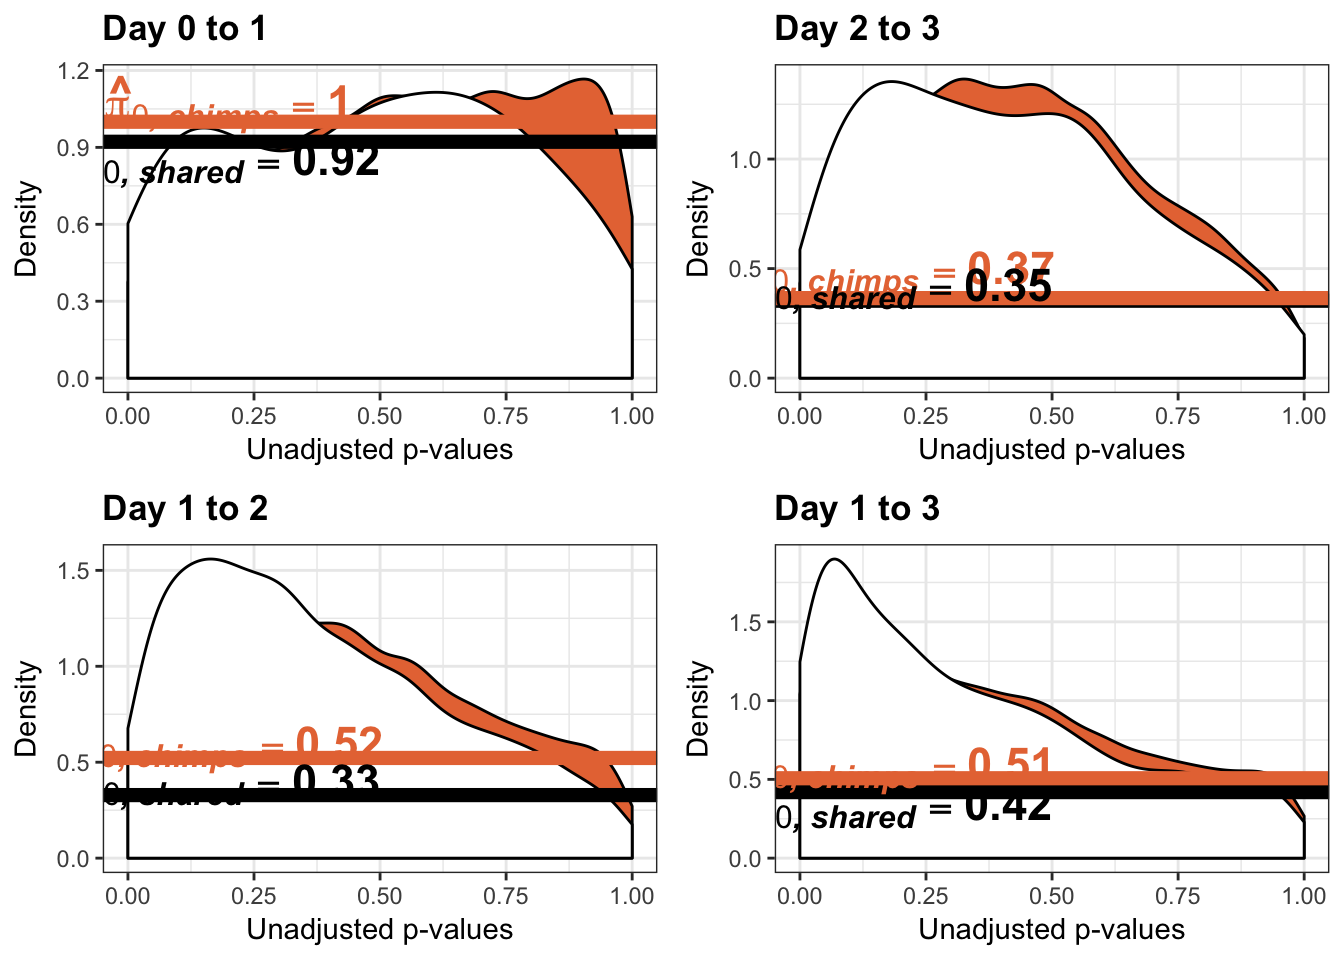 Day 0 to 1
1.2
0.9
0.6
0.3
0.0
Density
π̂0, chimps = 1
0, shared = 0.92
0.00 0.25 0.50 0.75 1.00
Unadjusted p-values
Day 2 to 3
1.0
0.5
0.0
Density
0, chimps = 0.37
0, shared = 0.35
0.00 0.25 0.50 0.75 1.00
Unadjusted p-values
Day 1 to 2
1.5
1.0
0.5
0.0
Density
0, chimps = 0.52
0, shared = 0.33
0.00 0.25 0.50 0.75 1.00
Unadjusted p-values
Day 1 to 3
1.5
1.0
0.5
0.0
Density
0, chimps = 0.51
0, shared = 0.42
0.00 0.25 0.50 0.75 1.00
Unadjusted p-values